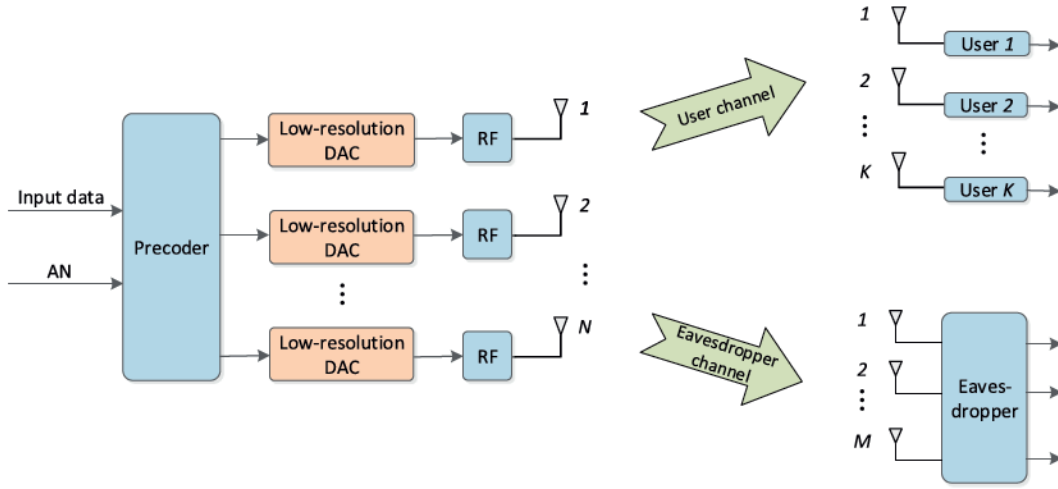 Input data
AN
Precoder
Low-resolution
DAC
RF
1
Low-resolution
DAC
RF
2
Low-resolution
DAC
RF
N
User channel
Eavesdropper
channel
1
User 1
2
User 2
K
User K
1
2
M
Eaves-
dropper